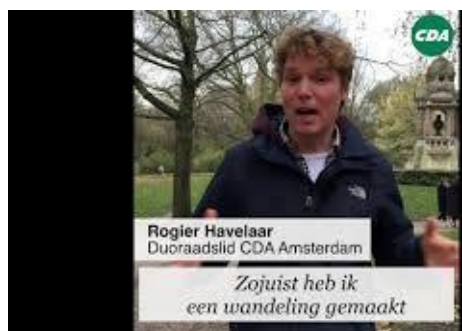 CDA
Rogier Havelaar
Duoraadslid CDA Amsterdam
Zojuist heb ik
een wandeling gemaakt